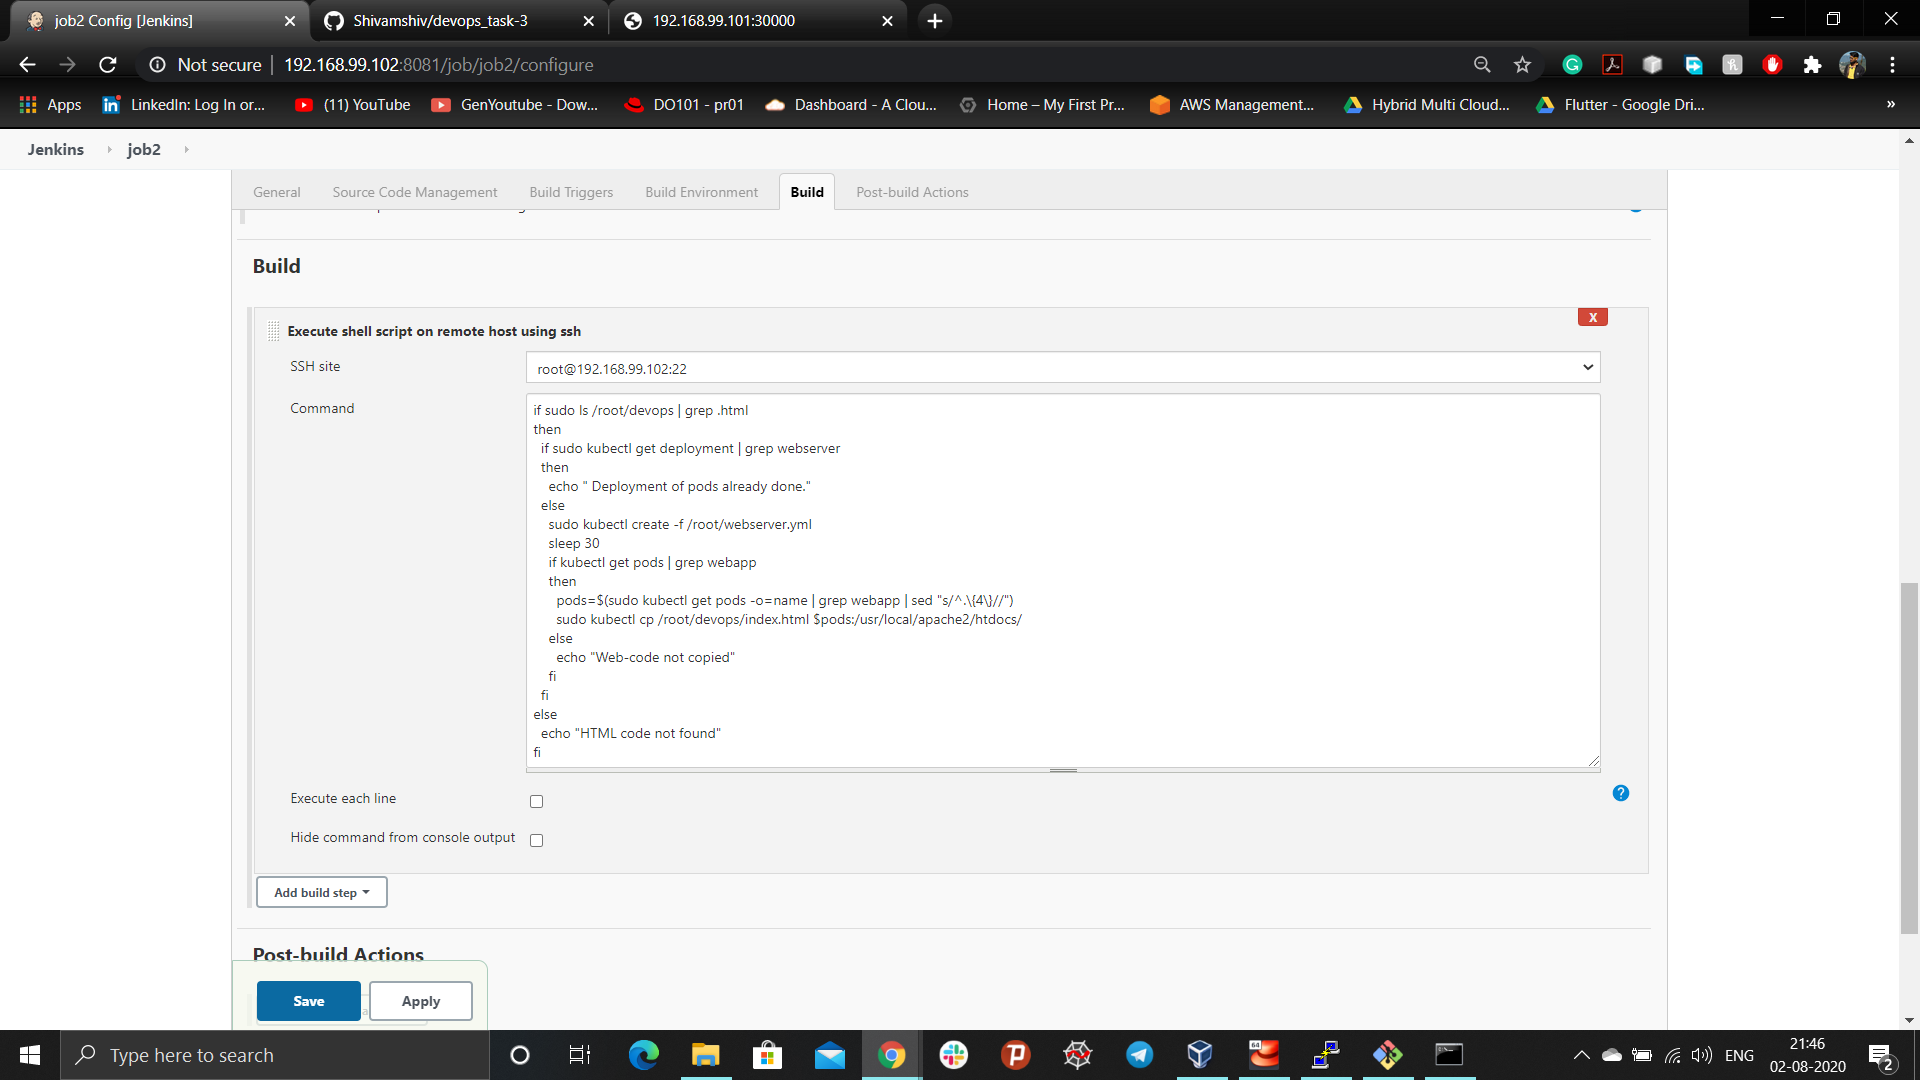 job2 Config [Jenkins]
Shivamshiv/devops_task-3
192.168.99.101:30000
Not secure
192.168.99.102:8081/job/job2/configure
Apps
LinkedIn: Log In or...
(11) YouTube
GenYoutube - Dow...
DO101 - pr01
Dashboard - A Clou...
Home – My First Pr...
AWS Management...
Hybrid Multi Cloud...
Flutter - Google Dri...
»
Jenkins
job2
General
Source Code Management
Build Triggers
Build Environment
Build
Post-build Actions
Build
X
Execute shell script on remote host using ssh
SSH site
root@192.168.99.102:22
Command
if sudo ls /root/devops | grep .html
then
if sudo kubectl get deployment | grep webserver
then
echo " Deployment of pods already done."
else
sudo kubectl create -f /root/webserver.yml
sleep 30
if kubectl get pods | grep webapp
then
pods=$(sudo kubectl get pods -o=name | grep webapp | sed "s/^.\{4\}//")
sudo kubectl cp /root/devops/index.html $pods:/usr/local/apache2/htdocs/
else
echo "Web-code not copied"
fi
fi
else
echo "HTML code not found"
fi
Execute each line
?
Hide command from console output
Add build step
Post-build Actions
Save
Apply
Type here to search
64
ENG
21:46
02-08-2020
2